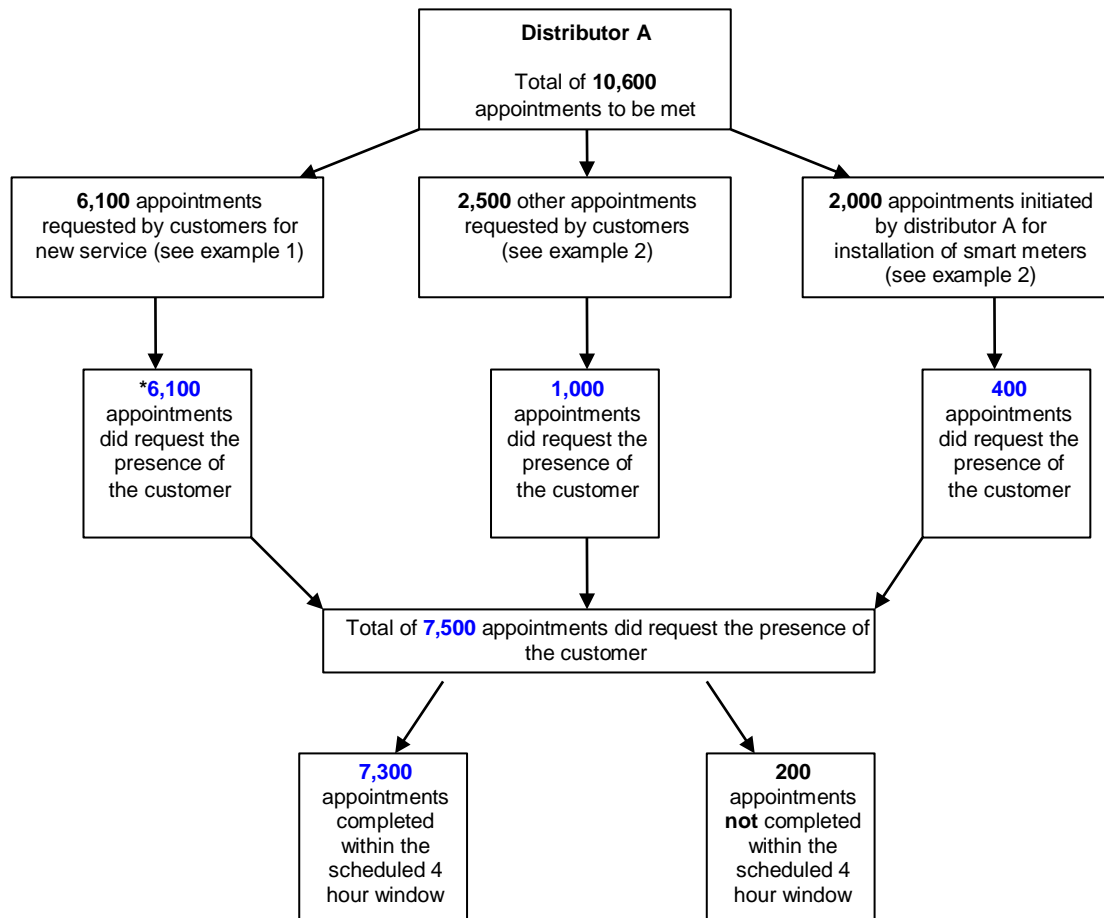 Distributor A
Total of 10,600
appointments to be met
6,100 appointments
requested by customers for
new service (see example 1)
2,500 other appointments
requested by customers
(see example 2)
2,000 appointments initiated
by distributor A for
installation of smart meters
(see example 2)
*6,100
appointments
did request the
presence of
the customer
1,000
appointments
did request the
presence of
the customer
400
appointments
did request the
presence of
the customer
Total of 7,500 appointments did request the presence of
the customer
7,300
appointments
completed
within the
scheduled 4
hour window
200
appointments
not completed
within the
scheduled 4
hour window